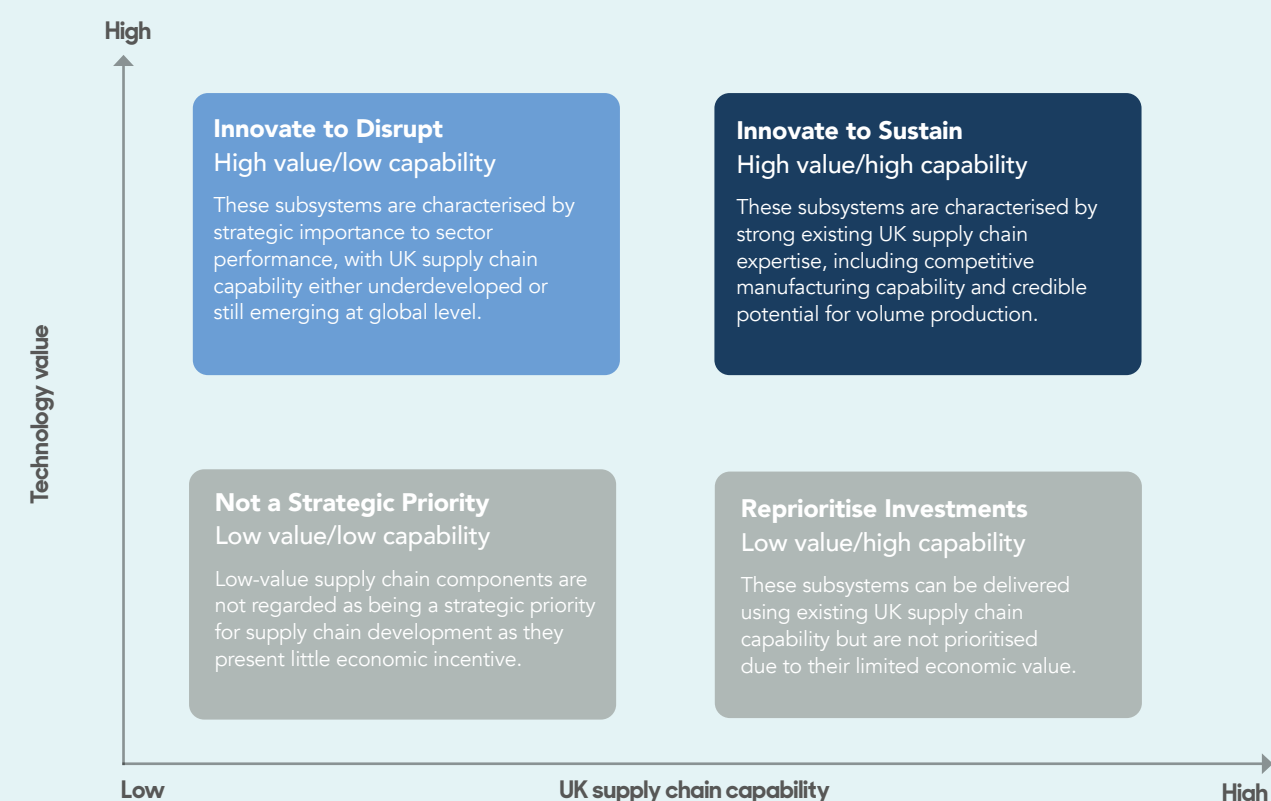 High
Technology value
Innovate to Disrupt
High value/low capability
These subsystems are characterised by
strategic importance to sector
performance, with UK supply chain
capability either underdeveloped or
still emerging at global level.
Innovate to Sustain
High value/high capability
These subsystems are characterised by
strong existing UK supply chain
expertise, including competitive
manufacturing capability and credible
potential for volume production.
Not a Strategic Priority
Low value/low capability
Low-value supply chain components are
not regarded as being a strategic priority
for supply chain development as they
present little economic incentive.
Reprioritise Investments
Low value/high capability
These subsystems can be delivered
using existing UK supply chain
capability but are not prioritised
due to their limited economic value.
Low
UK supply chain capability
High